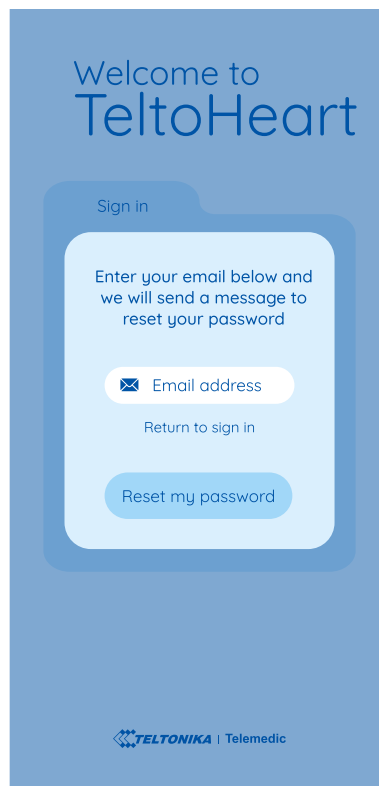 Welcome to
TeltoHeart
Sign in
Enter your email below and
we will send a message to
reset your password
Email address
Return to sign in
Reset my password
TELTONIKA | Telemedic